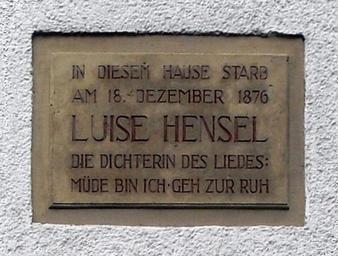 IN DIESEM HAUSE STARB
AM 18. DEZEMBER 1876
LUISE HENSEL
DIE DICHTERIN DES LIEDES:
MÜDE BIN ICH·GEH ZUR RUH